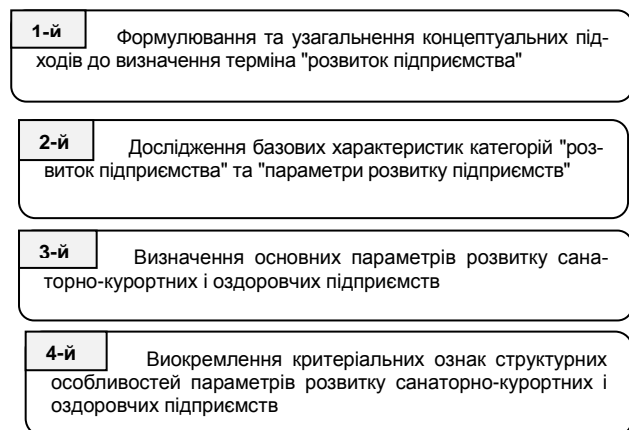 1-й
Формулювання та узагальнення концептуальних під-
ходів до визначення терміна "розвиток підприємства"
2-й
Дослідження базових характеристик категорій "роз-
виток підприємства" та "параметри розвитку підприємств"
3-й
Визначення основних параметрів розвитку сана-
торно-курортних і оздоровчих підприємств
4-й
Виокремлення критеріальних ознак структурних
особливостей параметрів розвитку санаторно-курортних і
оздоровчих підприємств